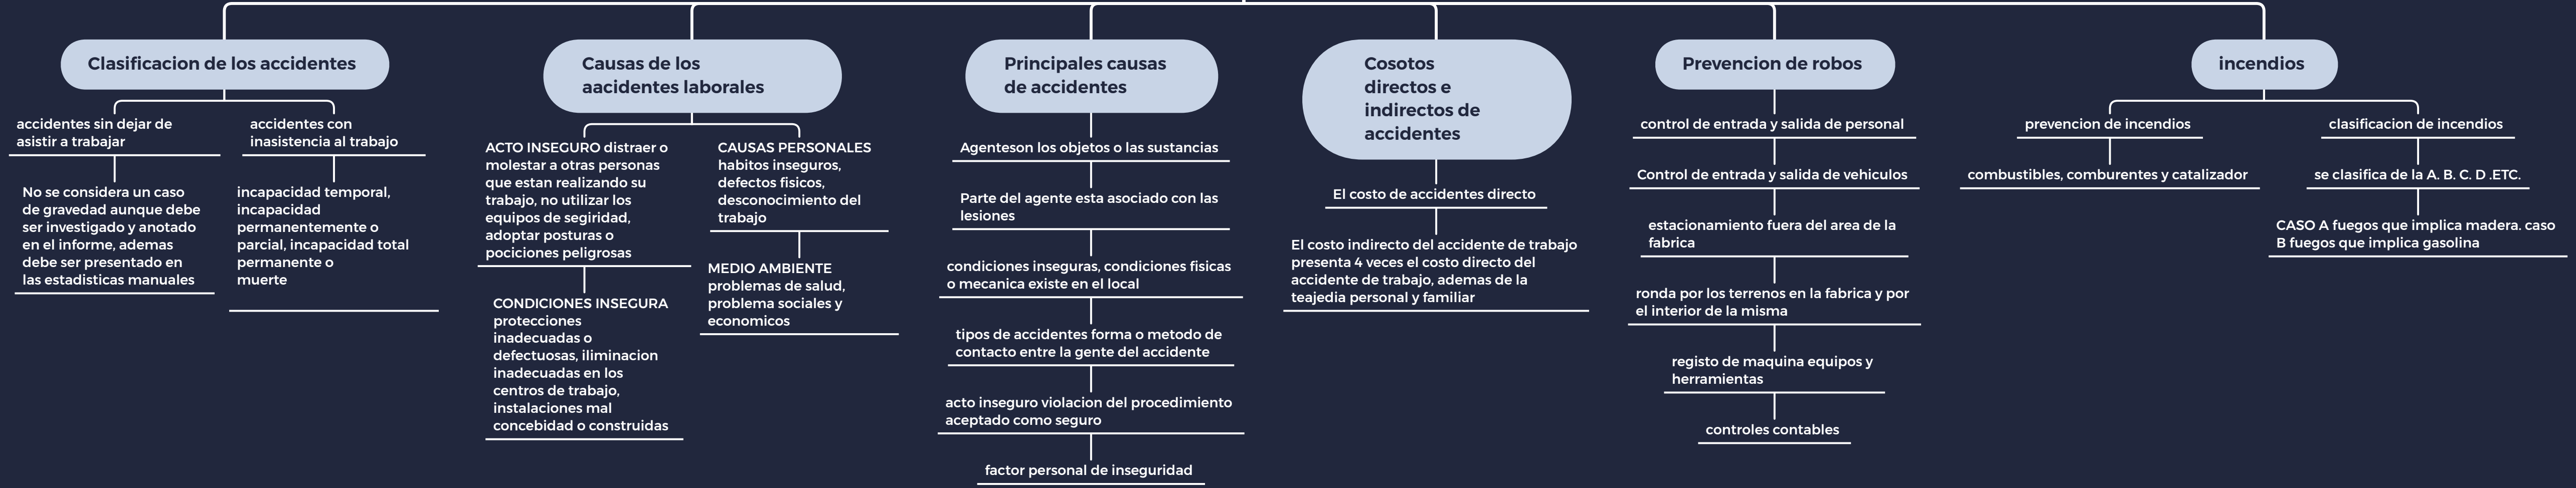 Clasificacion de los accidentes
accidentes sin dejar de
asistir a trabajar
No se considera un caso
de gravedad aunque debe
ser investigado y anotado
en el informe, ademas
debe ser presentado en
las estadisticas manuales
accidentes con
inasistencia al trabajo
incapacidad temporal,
incapacidad
permanentemente o
parcial, incapacidad total
permanente o
muerte
Causas de los
aacidentes laborales
ACTO INSEGURO distraer o
molestar a otras personas
que estan realizando su
trabajo, no utilizar los
equipos de segiridad,
adoptar posturas o
pociciones peligrosas
CONDICIONES INSEGURA
protecciones
inadecuadas o
defectuosas, iliminacion
inadecuadas en los
centros de trabajo,
instalaciones mal
concebidad o construidas
CAUSAS PERSONALES
habitos inseguros,
defectos fisicos,
desconocimiento del
trabajo
MEDIO AMBIENTE
problemas de salud,
problema sociales y
economicos
Principales causas
de accidentes
Agenteson los objetos o las sustancias
Parte del agente esta asociado con las
lesiones
condiciones inseguras, condiciones fisicas
o mecanica existe en el local
tipos de accidentes forma o metodo de
contacto entre la gente del accidente
acto inseguro violacion del procedimiento
aceptado como seguro
factor personal de inseguridad
Cosotos
directos e
indirectos de
accidentes
El costo de accidentes directo
El costo indirecto del accidente de trabajo
presenta 4 veces el costo directo del
accidente de trabajo, ademas de la
teajedia personal y familiar
Prevencion de robos
control de entrada y salida de personal
Control de entrada y salida de vehiculos
estacionamiento fuera del area de la
fabrica
ronda por los terrenos en la fabrica y por
el interior de la misma
registo de maquina equipos y
herramientas
controles contables
incendios
prevencion de incendios
combustibles, comburentes y catalizador
clasificacion de incendios
se clasifica de la A. B. C. D .ETC.
CASO A fuegos que implica madera. caso
B fuegos que implica gasolina